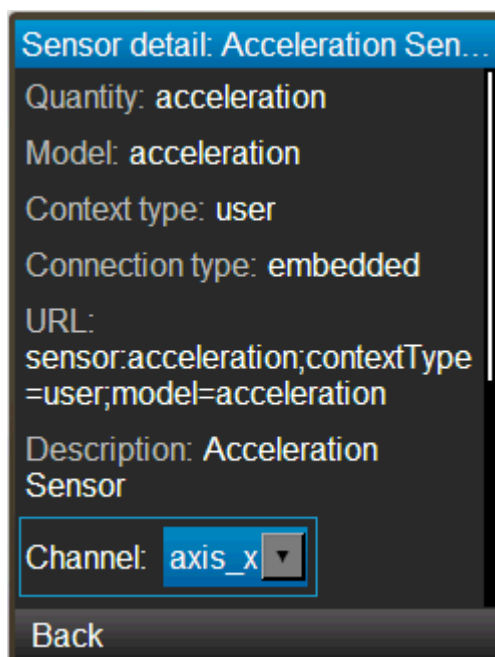 Sensor detail: Acceleration Sen...
Quantity: acceleration
Model: acceleration
Context type: user
Connection type: embedded
URL:
sensor:acceleration;contextType
=user;model=acceleration
Description: Acceleration
Sensor
Channel: axis_x
Back